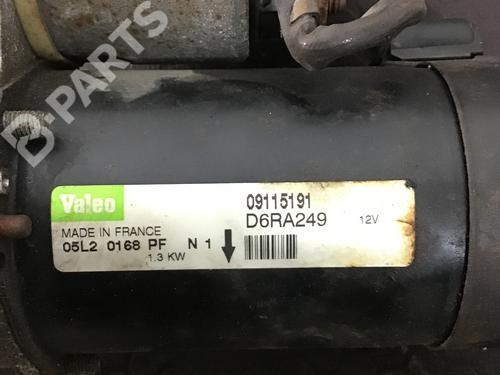 D-PARTS
Valeo
09115191
MADE IN FRANCE
D6RA249
12V
05L2 0168 PF N 1
1.3 KW